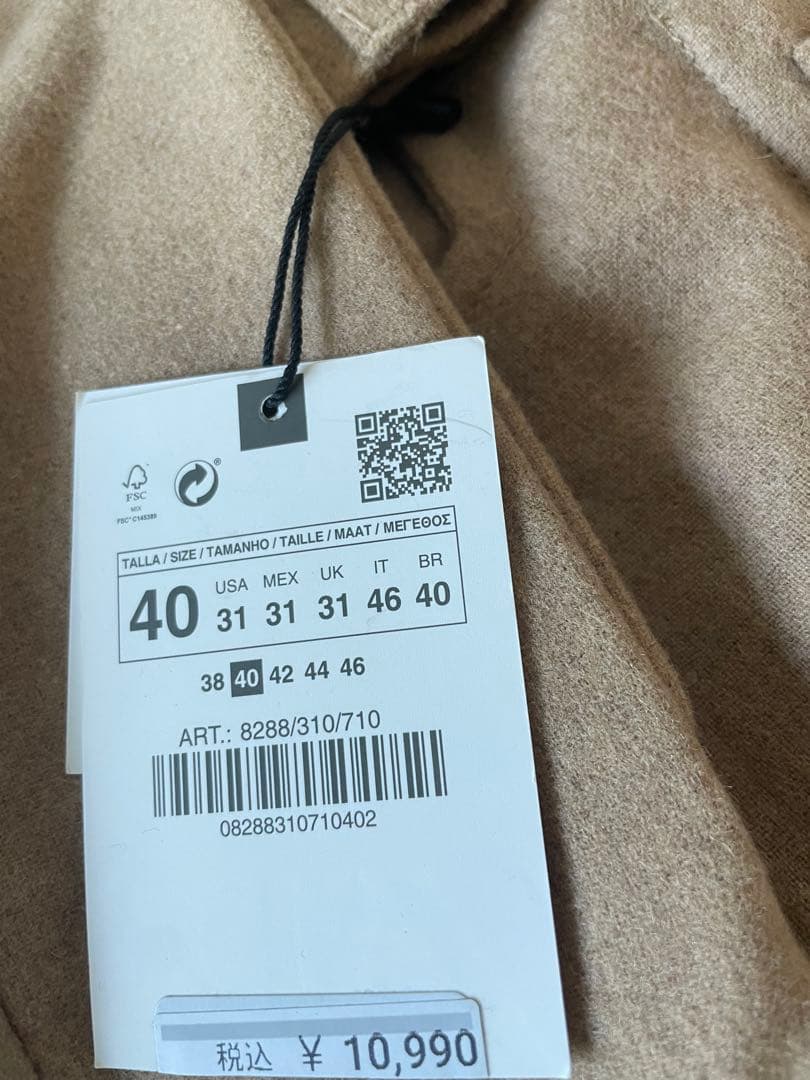 FSC
MIX
FSC® C145389
®
TALLA / SIZE / TAMANHO / TAILLE / MAAT / ΜΕΓΕΘΟΣ
40
USA MEX UK IT BR
31 31 31 46 40
38 40 42 44 46
ART.: 8288/310/710
08288310710402
税込 ¥ 10,990